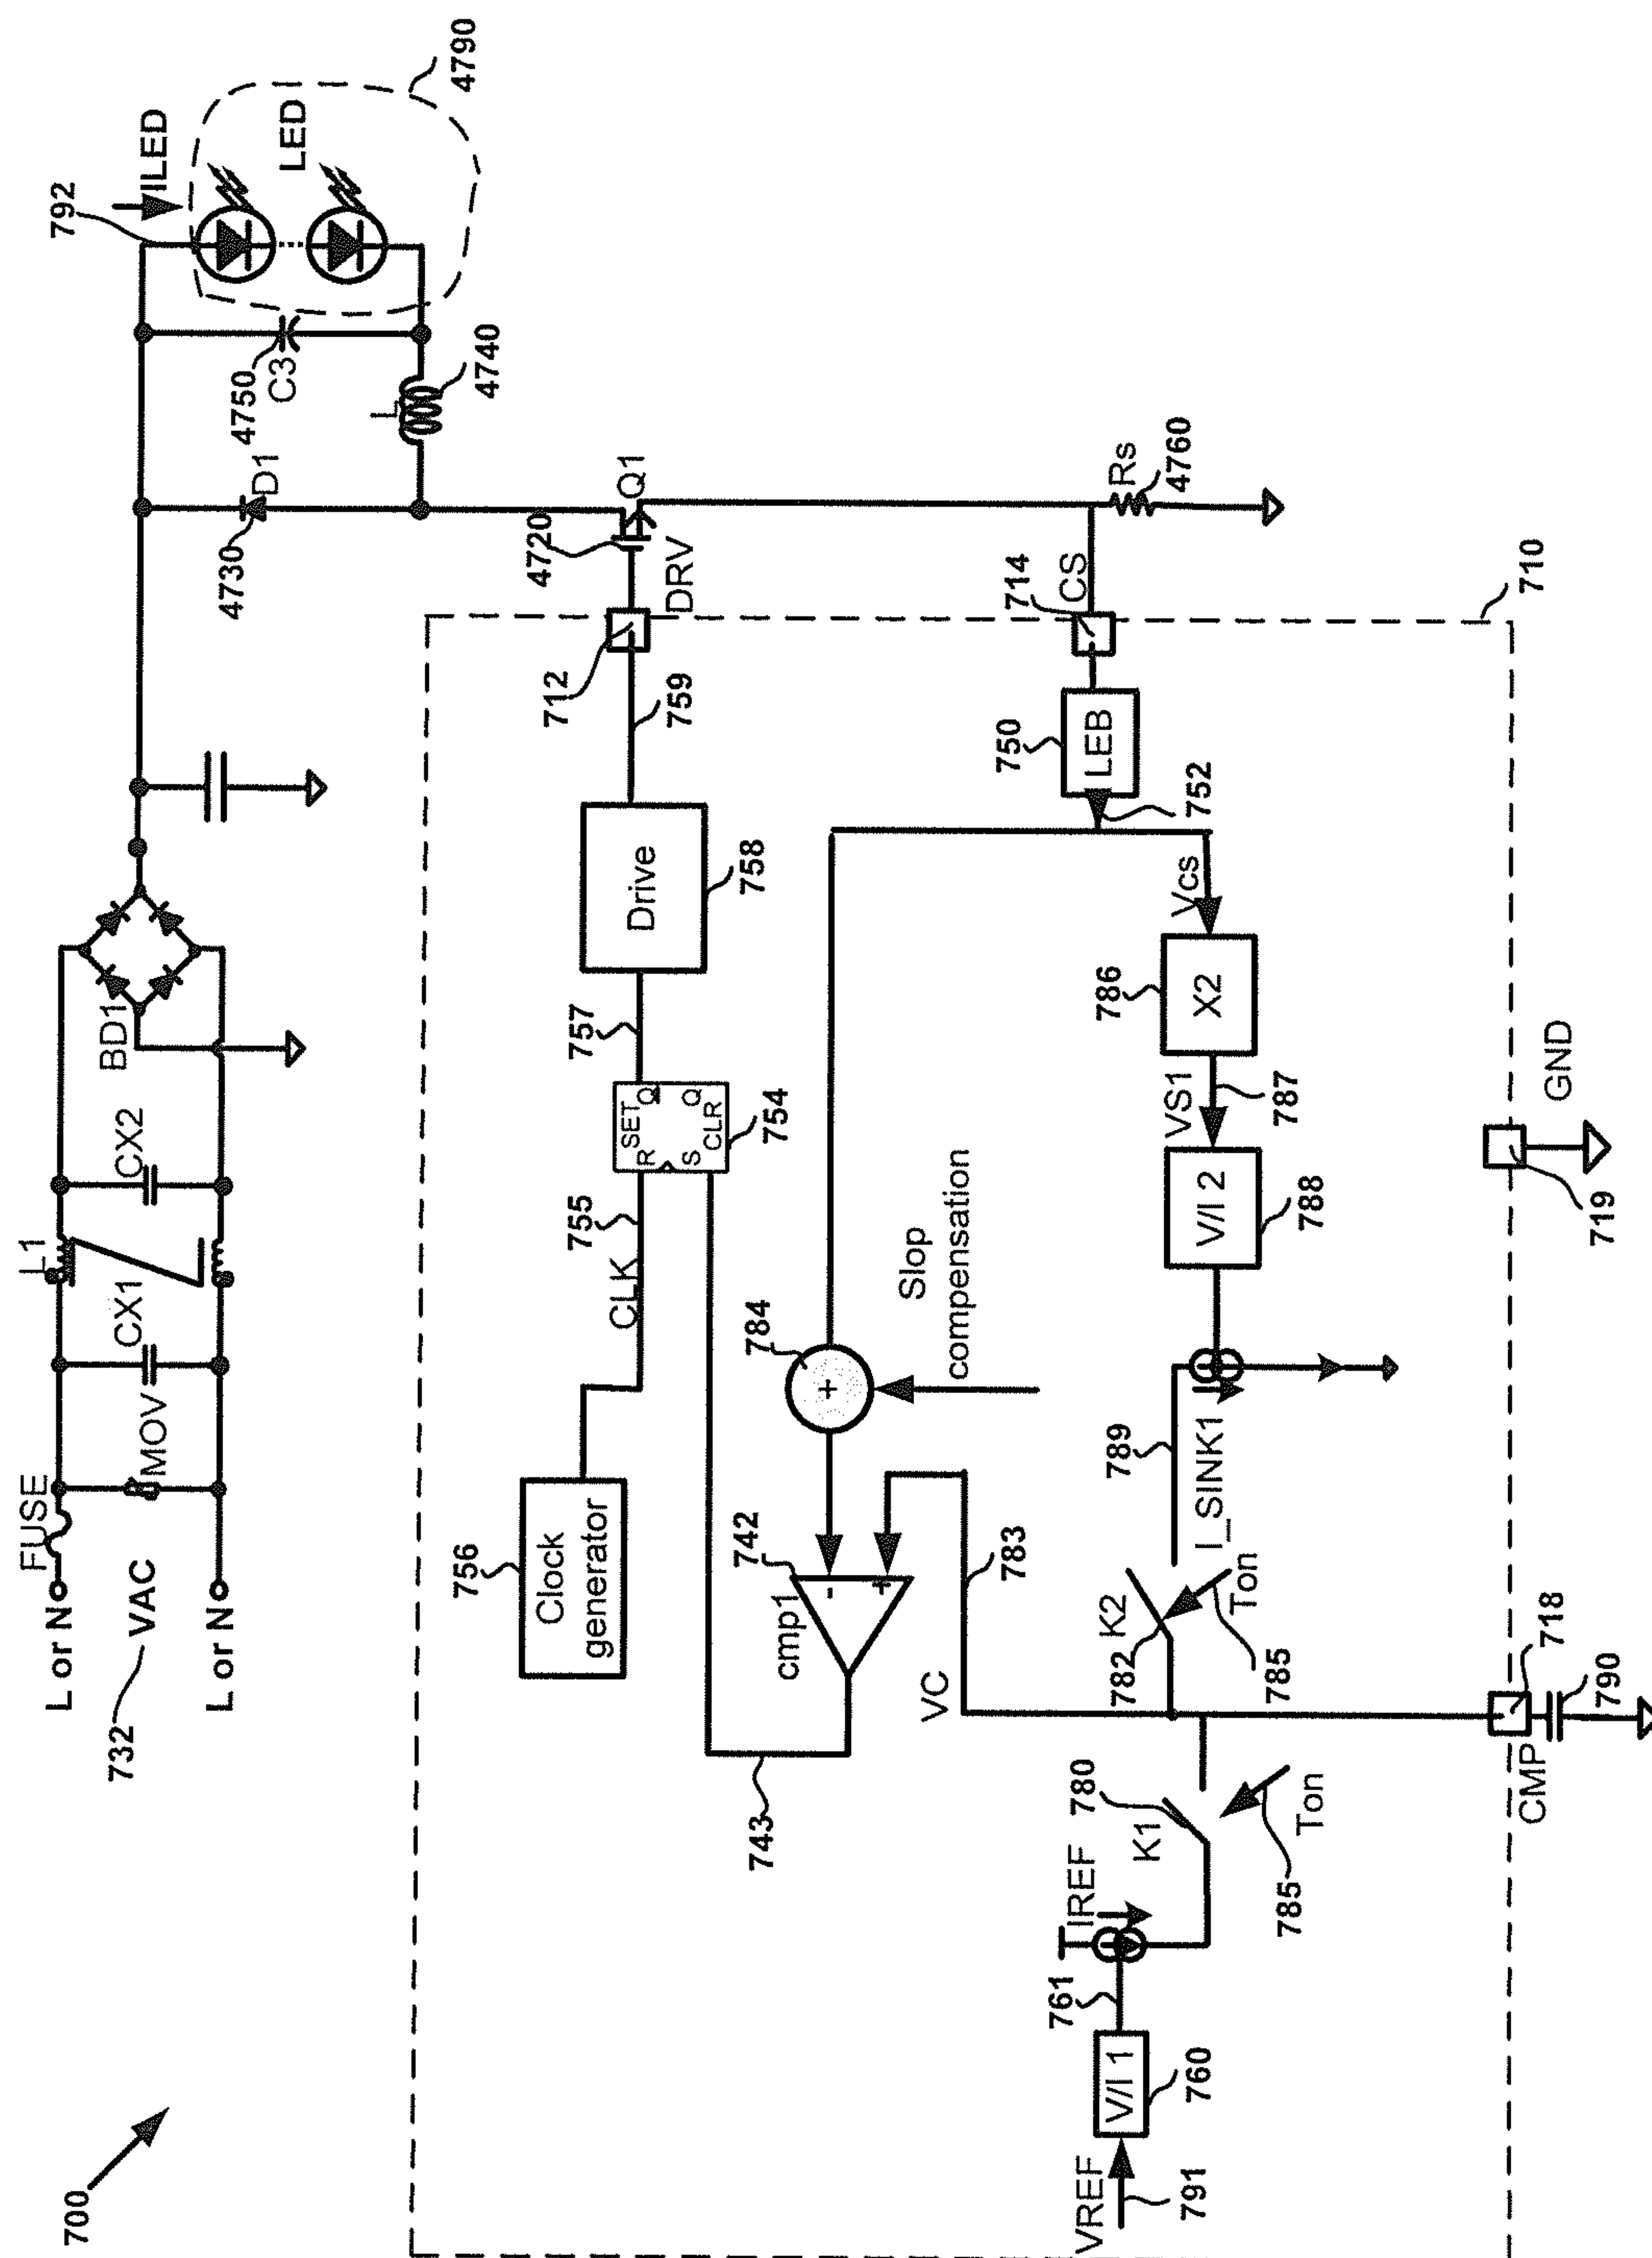 700
L or N
732
VAC
L or N
FUSE
MOV
CX1
L1
CX2
BD1
4730
D1
4750
C3
L
4740
792
ILED
LED
4790
4720
Q1
DRV
712
759
Drive
758
757
SET
Q
R
S
Q
CLR
754
755
CLK
756
Clock
generator
714
CS
Rs
4760
710
750
LEB
752
Vcs
786
X2
VS1
787
V/I 2
788
784
+
Slop
compensation
742
cmp1
-
+
743
VC
783
789
I_SINK1
K2
782
Ton
785
780
K1
Ton
785
IREF
761
V/I 1
760
VREF
791
718
CMP
790
719
GND